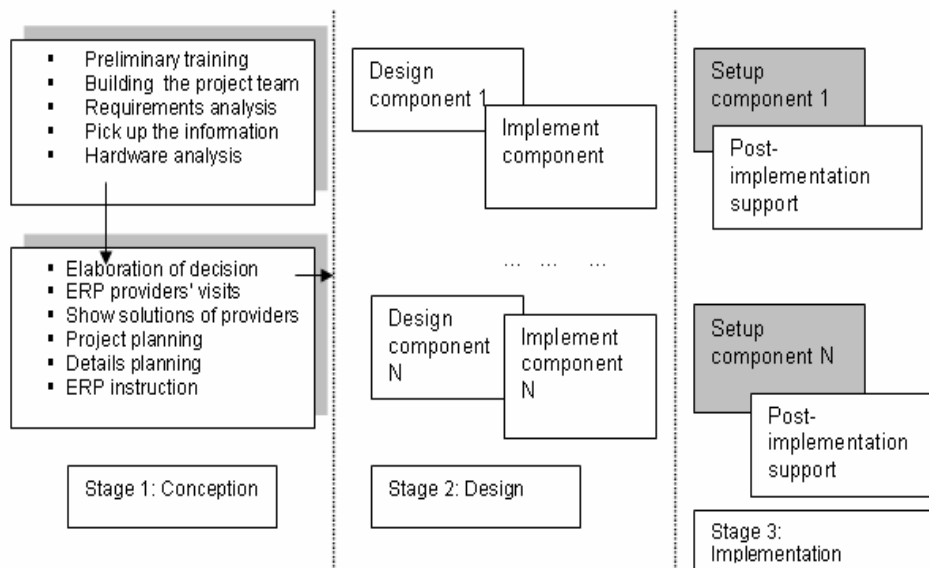 ▪ Preliminary training
▪ Building the project team
▪ Requirements analysis
▪ Pick up the information
▪ Hardware analysis
▪ Elaboration of decision
▪ ERP providers' visits
▪ Show solutions of providers
▪ Project planning
▪ Details planning
▪ ERP instruction
Stage 1: Conception
Design
component 1
Implement
component
... ... ...
Design
component
N
Implement
component
N
Stage 2: Design
Setup
component 1
Post-
implementation
support
Setup
component N
Post-
implementation
support
Stage 3:
Implementation